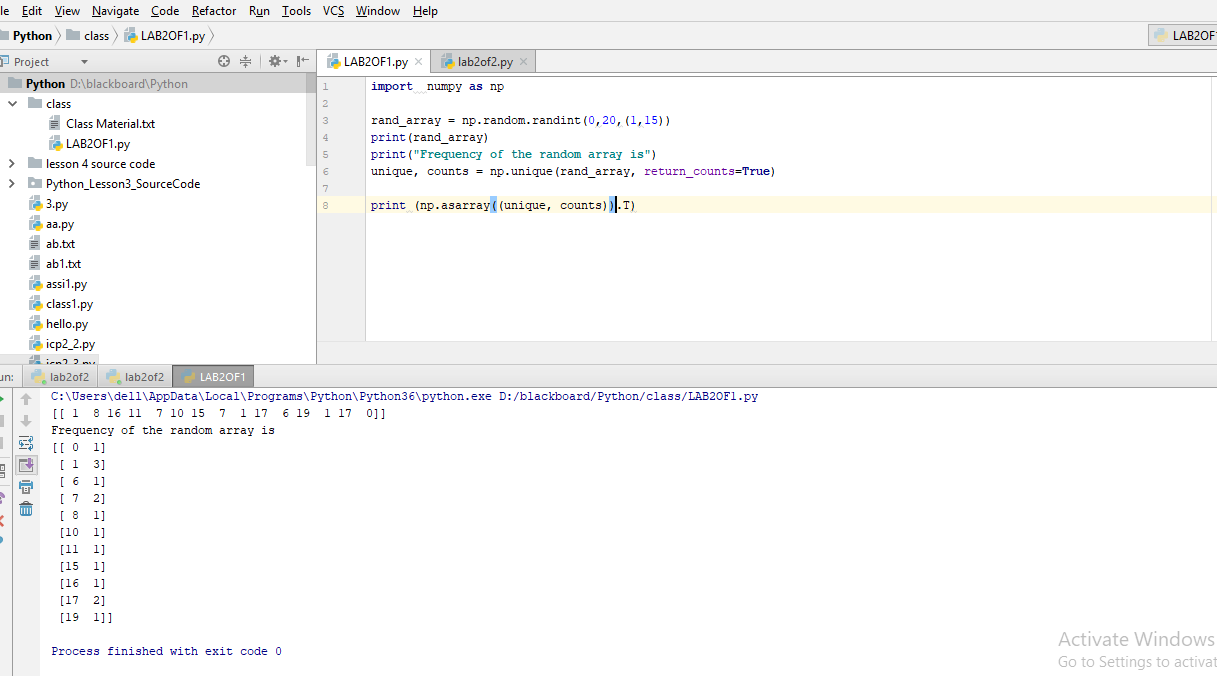 le Edit View Navigate Code Refactor Run Tools VCS Window Help
Python class LAB2OF1.py LAB2OF
Project LAB2OF1.py lab2of2.py
Python D:\blackboard\Python
class
Class Material.txt
LAB2OF1.py
lesson 4 source code
Python_Lesson3_SourceCode
3.py
aa.py
ab.txt
ab1.txt
assi1.py
class1.py
hello.py
icp2_2.py
icp2_3.py
1 import numpy as np
2
3 rand_array = np.random.randint(0,20,(1,15))
4 print(rand_array)
5 print("Frequency of the random array is")
6 unique, counts = np.unique(rand_array, return_counts=True)
7
8 print (np.asarray((unique, counts)).T)
un: lab2of2 lab2of2 LAB2OF1
C:\Users\dell\AppData\Local\Programs\Python\Python36\python.exe D:/blackboard/Python/class/LAB2OF1.py
[[ 1  8 16 11  7 10 15  7  1 17  6 19  1 17  0]]
Frequency of the random array is
[[ 0  1]
 [ 1  3]
 [ 6  1]
 [ 7  2]
 [ 8  1]
 [10  1]
 [11  1]
 [15  1]
 [16  1]
 [17  2]
 [19  1]]
Process finished with exit code 0
Activate Windows
Go to Settings to activat